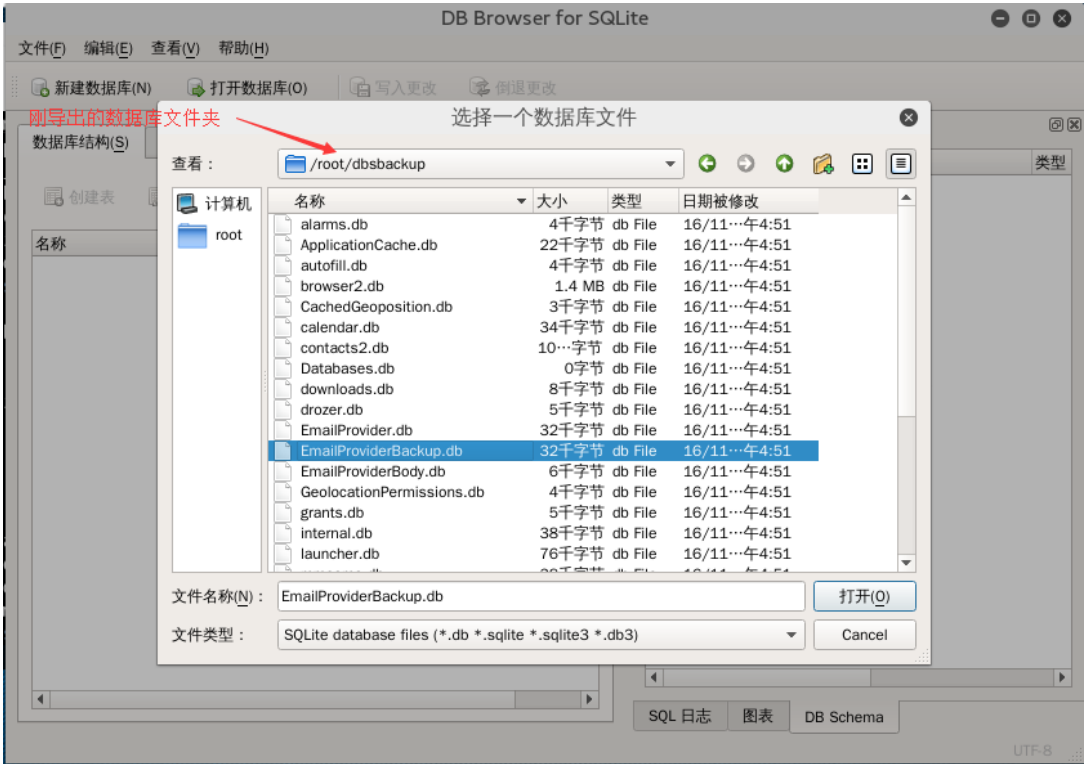 DB Browser for SQLite
文件(F) 编辑(E) 查看(V) 帮助(H)
新建数据库(N) 打开数据库(O) 写入更改 倒退更改
刚导出的数据库文件夹
选择一个数据库文件
数据库结构(S)
类型
查看：
/root/dbsbackup
创建表
名称
计算机
root
名称 大小 类型 日期被修改
alarms.db 4千字节 db File 16/11…午4:51
ApplicationCache.db 22千字节 db File 16/11…午4:51
autofill.db 4千字节 db File 16/11…午4:51
browser2.db 1.4 MB db File 16/11…午4:51
CachedGeoposition.db 3千字节 db File 16/11…午4:51
calendar.db 34千字节 db File 16/11…午4:51
contacts2.db 10…字节 db File 16/11…午4:51
Databases.db 0字节 db File 16/11…午4:51
downloads.db 8千字节 db File 16/11…午4:51
drozer.db 5千字节 db File 16/11…午4:51
EmailProvider.db 32千字节 db File 16/11…午4:51
EmailProviderBackup.db 32千字节 db File 16/11…午4:51
EmailProviderBody.db 6千字节 db File 16/11…午4:51
GeolocationPermissions.db 4千字节 db File 16/11…午4:51
grants.db 5千字节 db File 16/11…午4:51
internal.db 38千字节 db File 16/11…午4:51
launcher.db 76千字节 db File 16/11…午4:51
文件名称(N)： EmailProviderBackup.db 打开(O)
文件类型： SQLite database files (*.db *.sqlite *.sqlite3 *.db3) Cancel
SQL 日志 图表 DB Schema
UTF-8